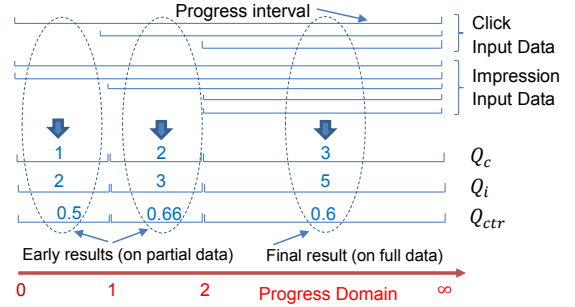 Progress interval
Click
Input Data
Impression
Input Data
1 2 3 Q_c
2 3 5 Q_i
0.5 0.66 0.6 Q_ctr
Early results (on partial data) Final result (on full data)
0 1 2 Progress Domain ∞